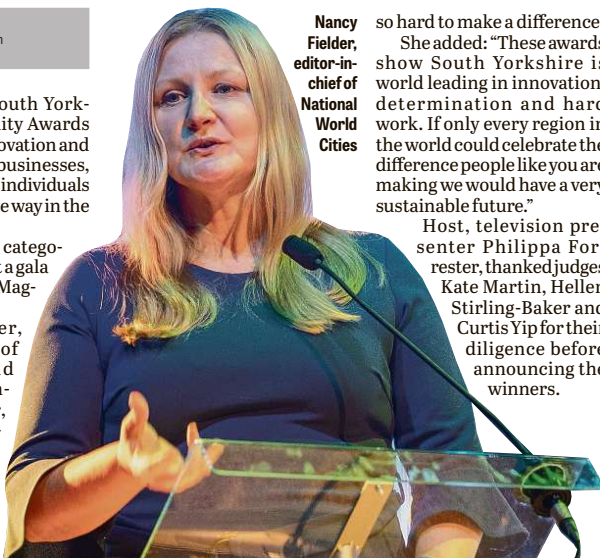 n
outh York-
ity Awards
ovation and
businesses,
individuals
e way in the
catego-
t a gala
Mag-
er,
of
d
Nancy
Fielder,
editor-in-
chief of
National
World
Cities
so hard to make a difference
She added: “These awards
show South Yorkshire is
world leading in innovation
determination and hard
work. If only every region in
the world could celebrate the
difference people like you are
making we would have a very
sustainable future.”
Host, television pre
senter Philippa For
rester, thanked judges
Kate Martin, Hellen
Stirling-Baker and
Curtis Yip for their
diligence before
announcing the
winners.